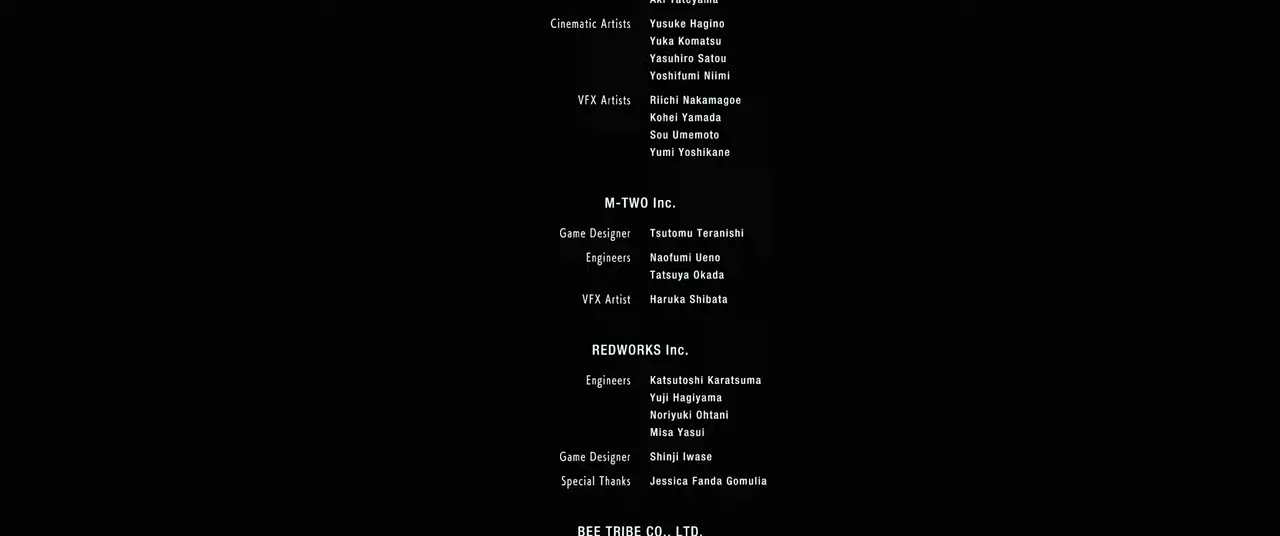 Aki Tateyama
Cinematic Artists Yusuke Hagino
Yuka Komatsu
Yasuhiro Satou
Yoshifumi Niimi
VFX Artists Riichi Nakamagoe
Kohei Yamada
Sou Umemoto
Yumi Yoshikane
M-TWO Inc.
Game Designer Tsutomu Teranishi
Engineers Naofumi Ueno
Tatsuya Okada
VFX Artist Haruka Shibata
REDWORKS Inc.
Engineers Katsutoshi Karatsuma
Yuji Hagiyama
Noriyuki Ohtani
Misa Yasui
Game Designer Shinji Iwase
Special Thanks Jessica Fanda Gomulia
BEE TRIBE CO., LTD.